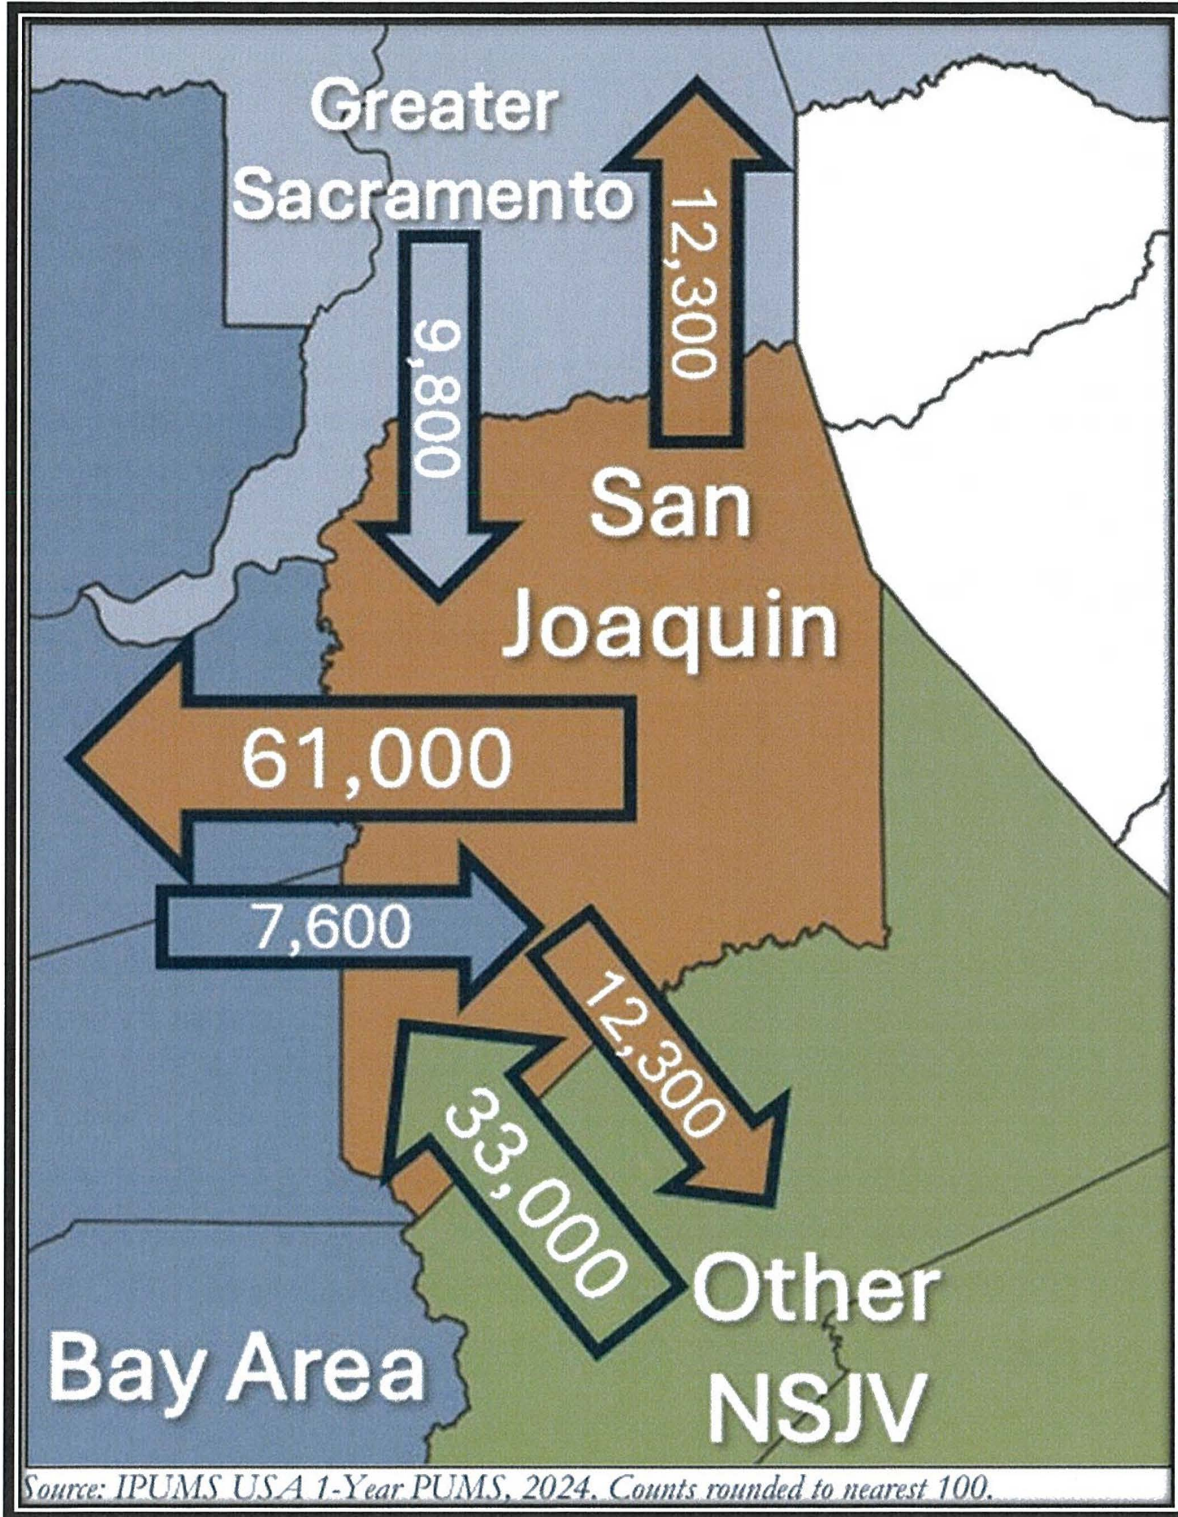 Greater
Sacramento
12,300
9,800
San
Joaquin
61,000
7,600
12,300
33,000
Other
NSJV
Bay Area
Source: IPUMS USA 1-Year PUMS, 2024. Counts rounded to nearest 100.